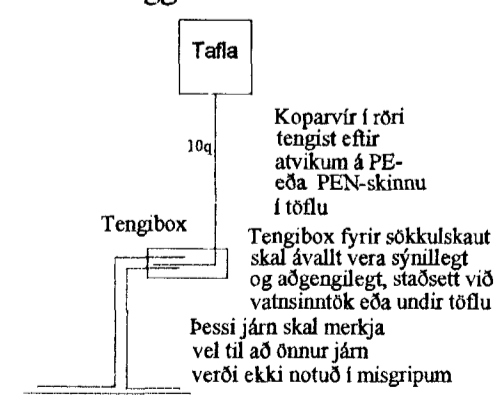 Tafla
Koparvír í röri
tengist eftir
atvikum á PE-
eða PEN-skinnu
í töflu
10q
Tengibox
Tengibox fyrir sökkulskaut
skal ávallt vera sýnillegt
og aðgengilegt, staðsett við
vatnsinntök eða undir töflu
Þessi járn skal merkja
vel til að önnur járn
verði ekki notuð í misgripum